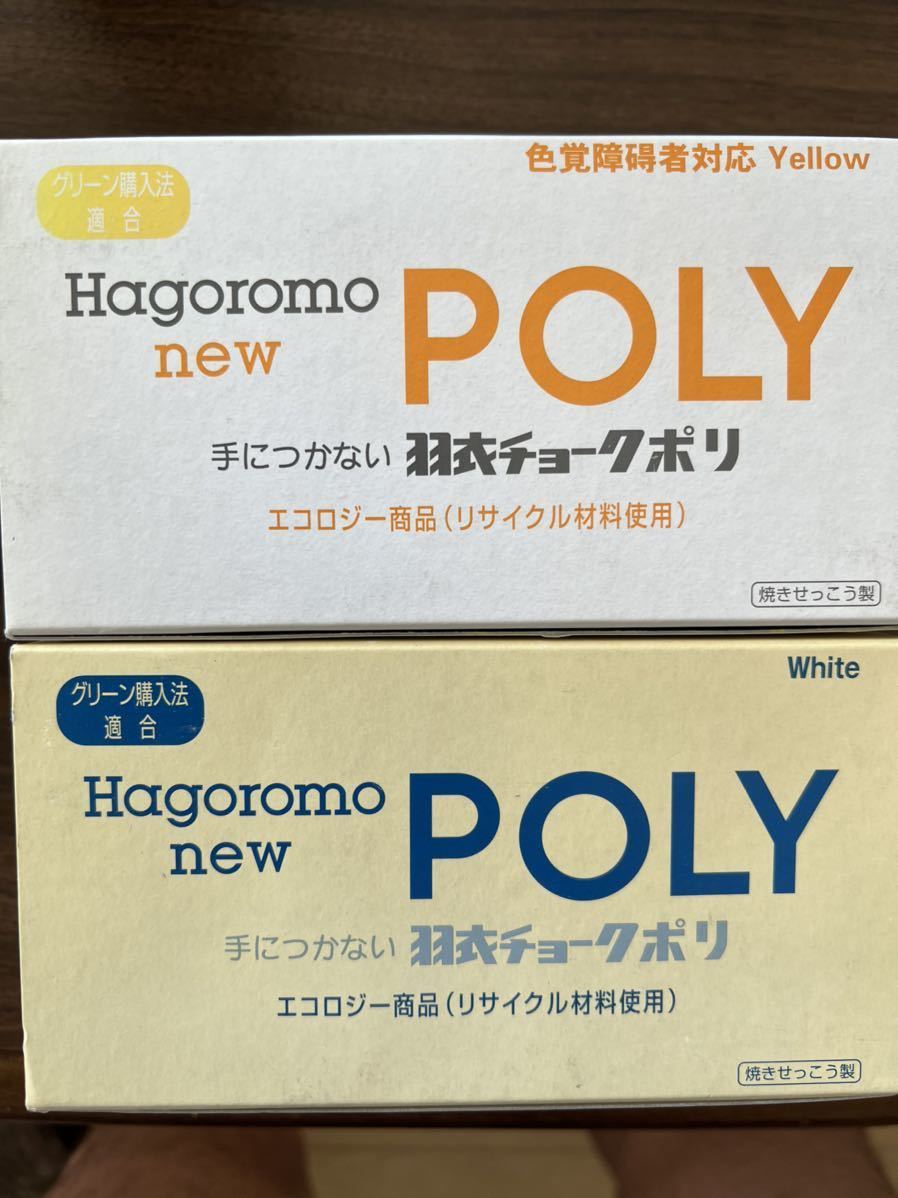 色覚障碍者対応 Yellow
グリーン購入法
適 合
Hagoromo
new
POLY
手につかない 羽衣チョークポリ
エコロジー商品(リサイクル材料使用)
焼きせっこう製
White
グリーン購入法
適 合
Hagoromo
new
POLY
手につかない 羽衣チョークポリ
エコロジー商品(リサイクル材料使用)
焼きせっこう製